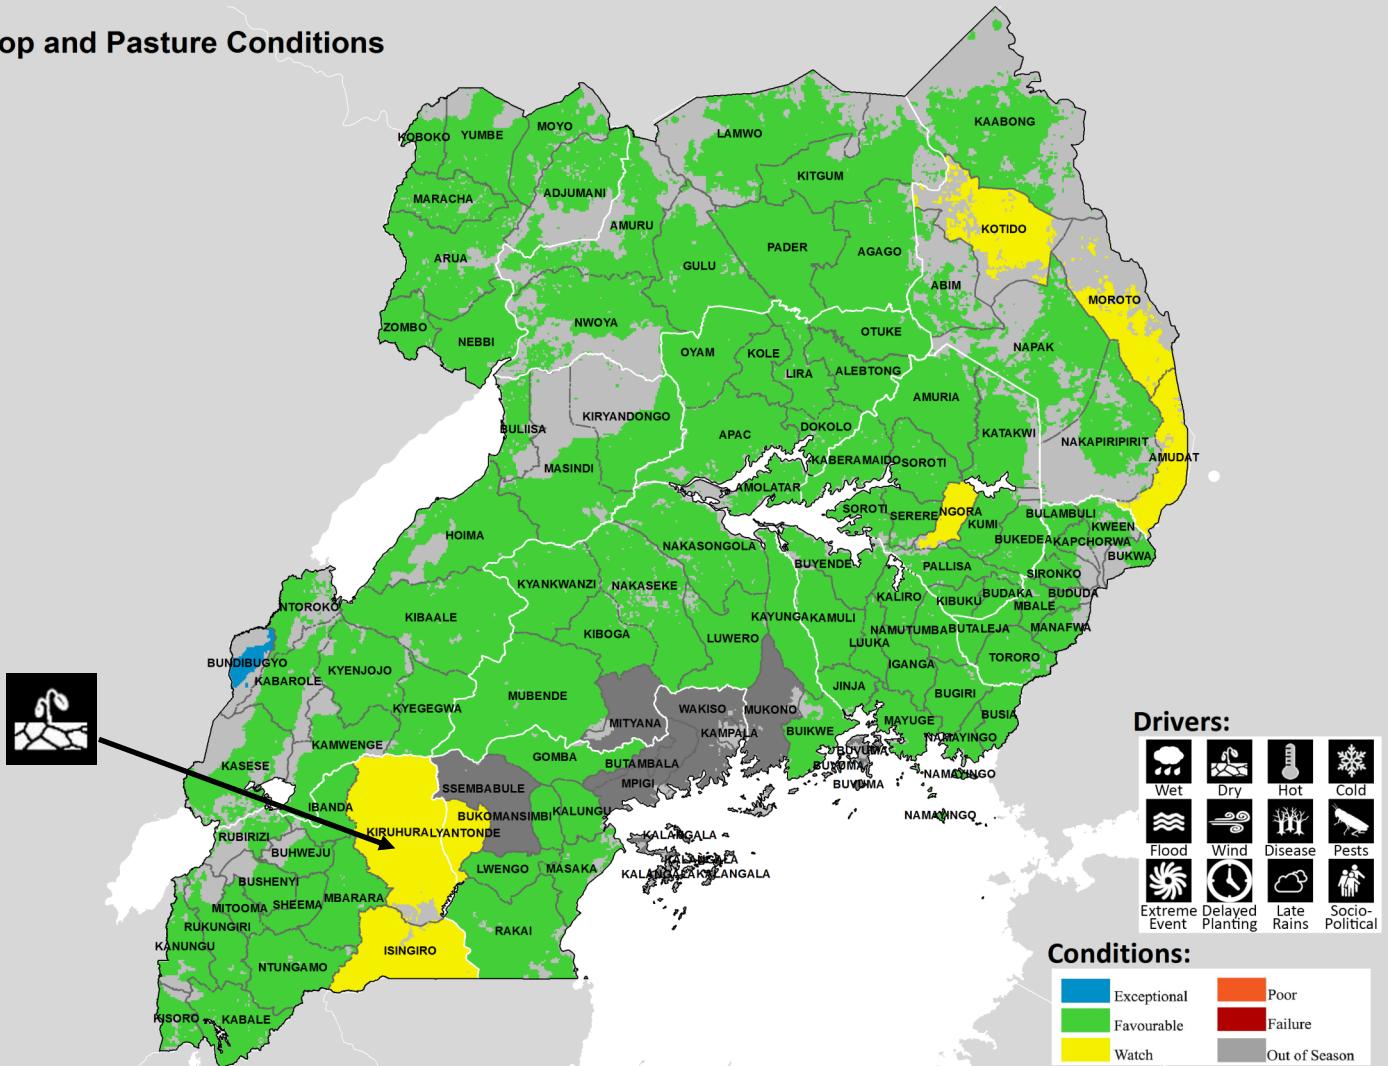 op and Pasture Conditions
KAABONG
KOBOKO
YUMBE
MOYO
LAMWO
KITGUM
MARACHA
ADJUMANI
AMURU
KOTIDO
ARUA
GULU
PADER
AGAGO
ABIM
MOROTO
ZOMBO
NEBBI
NWOYA
OTUKE
OYAM
KOLE
LIRA
ALEBTONG
NAPAK
AMURIA
BULIISA
KIRYANDONGO
APAC
DOKOLO
KATAKWI
NAKAPIRIPIRIT
AMUDAT
MASINDI
KABERAMAIDO
SOROTI
AMOLATAR
SOROTI
SERERE
NGORA
KUMI
BULAMBULI
KWEEN
HOIMA
NAKASONGOLA
BUKEDEA
KAPCHORWA
BUKWA
BUYENDE
PALLISA
SIRONKO
KYANKWANZI
NAKASEKE
KALIRO
KIBUKU
BUDAKA
BUDUDA
MBALE
NTOROKO
KIBAALE
KAYUNGA
KAMULI
NAMUTUMBA
BUTALEJA
MANAFWA
KIBOGA
LUWERO
LUUKA
BUNDIBUGYO
KABAROLE
KYENJOJO
IGANGA
TORORO
MUBENDE
JINJA
BUGIRI
KYEGEGWA
MITYANA
WAKISO
MUKONO
KAMPALA
BUIKWE
MAYUGE
BUSIA
NAMAYINGO
KAMWENGE
GOMBA
BUTAMBALA
BUVUMA
BUVUMA
BUVUMA
KASESE
SSEMBABULE
MPIGI
NAMAYINGO
NAMAYINGO
IBANDA
BUKOMANSIMBI
KALUNGU
RUBIRIZI
KIRUHURA
LYANTONDE
KALANGALA
BUHWEJU
LWENGO
MASAKA
KALANGALA
KALANGALA
KALANGALA
BUSHENYI
MITOOMA
SHEEMA
MBARARA
RUKUNGIRI
RAKAI
KANUNGU
ISINGIRO
NTUNGAMO
KISORO
KABALE
Drivers:
Wet
Dry
Hot
Cold
Flood
Wind
Disease
Pests
Extreme
Event
Delayed
Planting
Late
Rains
Socio-
Political
Conditions:
Exceptional
Poor
Favourable
Failure
Watch
Out of Season